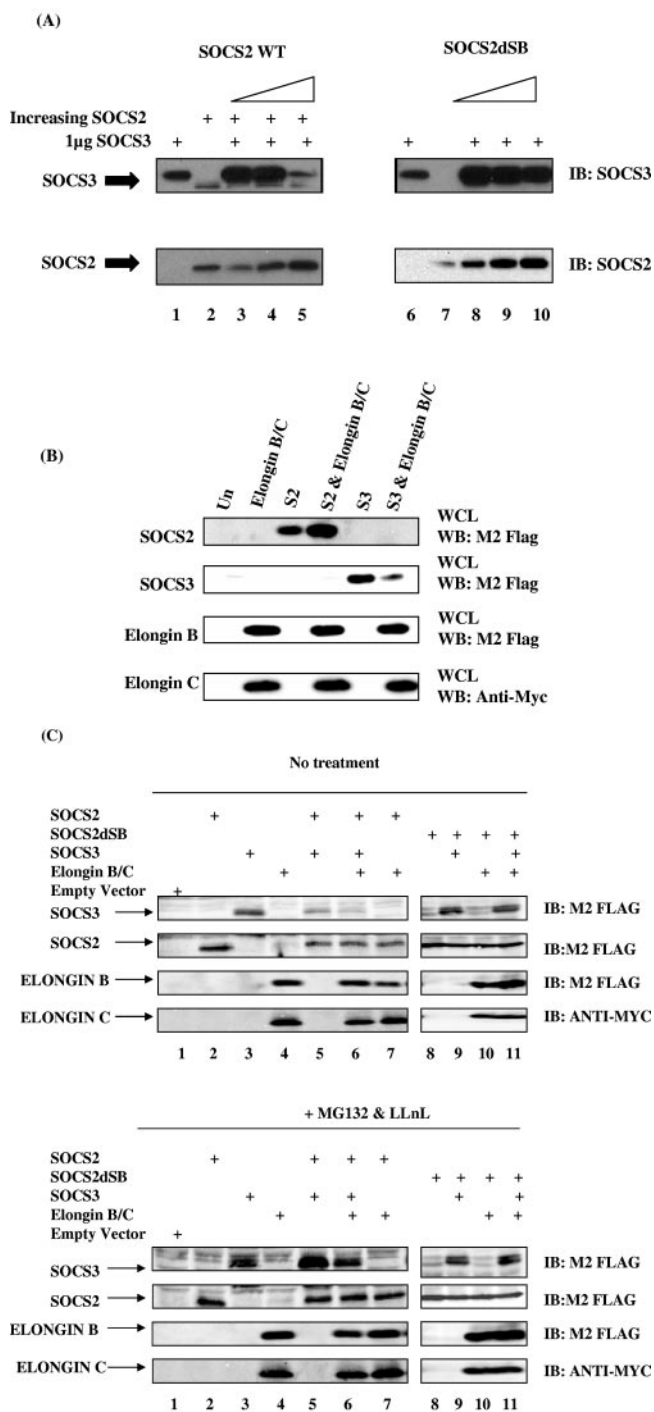 (A)
SOCS2 WT SOCS2dSB
Increasing SOCS2 + + + +
1µg SOCS3 + + + + + + + +
SOCS3 IB: SOCS3
SOCS2 IB: SOCS2
1 2 3 4 5 6 7 8 9 10
(B)
Un Elongin B/C S2 S2 & Elongin B/C S3 S3 & Elongin B/C
WCL
SOCS2 WB: M2 Flag
WCL
SOCS3 WB: M2 Flag
WCL
Elongin B WB: M2 Flag
WCL
Elongin C WB: Anti-Myc
(C)
No treatment
SOCS2 + + + +
SOCS2dSB + + + +
SOCS3 + + + + +
Elongin B/C + + + + +
Empty Vector +
SOCS3 IB: M2 FLAG
SOCS2 IB:M2 FLAG
ELONGIN B IB: M2 FLAG
ELONGIN C IB: ANTI-MYC
1 2 3 4 5 6 7 8 9 10 11
+ MG132 & LLnL
SOCS2 + + + +
SOCS2dSB + + + +
SOCS3 + + + + +
Elongin B/C + + + + +
Empty Vector +
SOCS3 IB: M2 FLAG
SOCS2 IB:M2 FLAG
ELONGIN B IB: M2 FLAG
ELONGIN C IB: ANTI-MYC
1 2 3 4 5 6 7 8 9 10 11